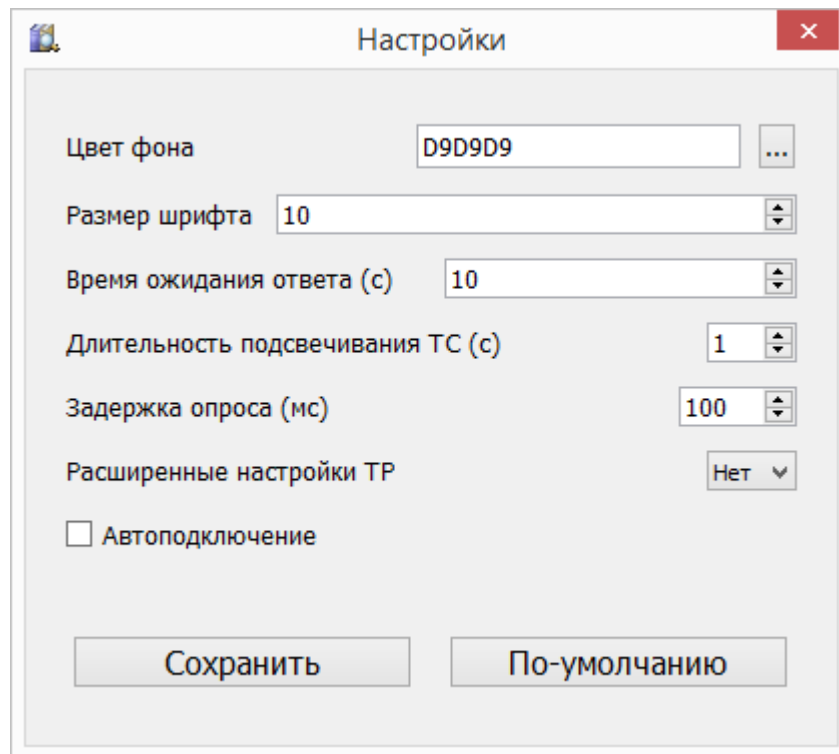 Настройки
Цвет фона D9D9D9 ...
Размер шрифта 10
Время ожидания ответа (с) 10
Длительность подсвечивания ТС (с) 1
Задержка опроса (мс) 100
Расширенные настройки ТР Нет
Автоподключение
Сохранить По-умолчанию